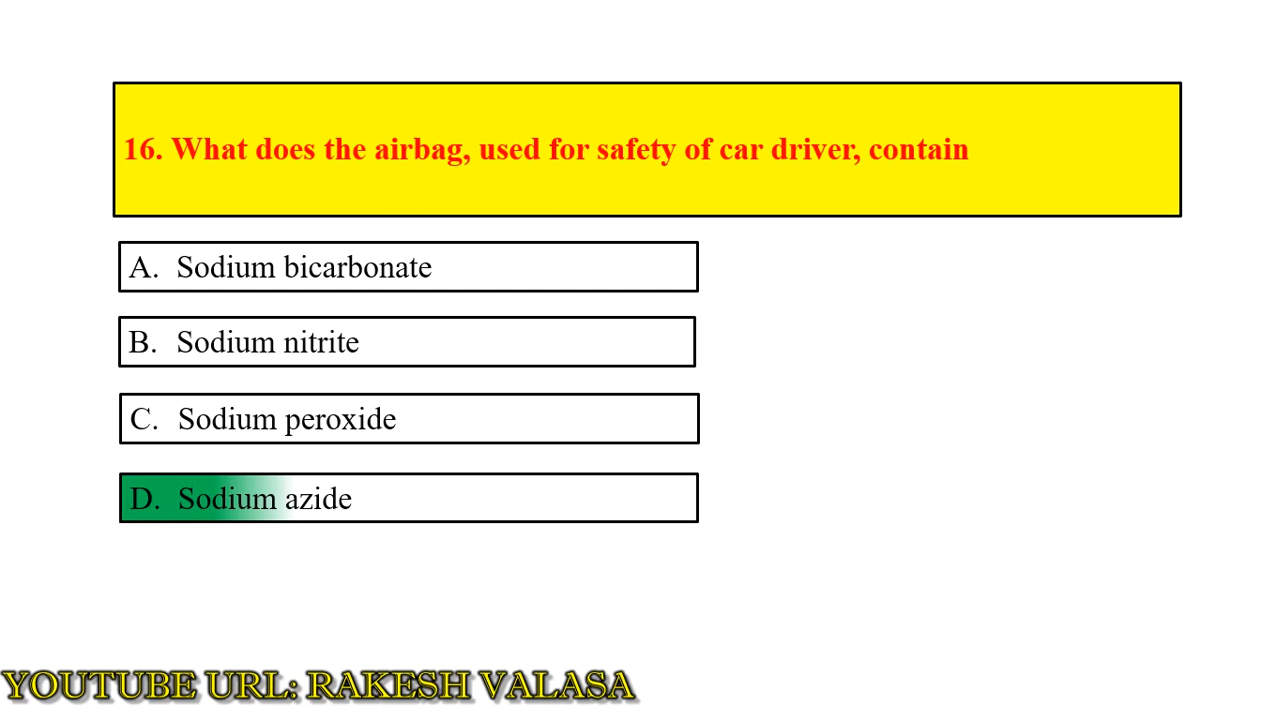 16. What does the airbag, used for safety of car driver, contain
A. Sodium bicarbonate
B. Sodium nitrite
C. Sodium peroxide
D. Sodium azide
YOUTUBE URL: RAKESH VALASA